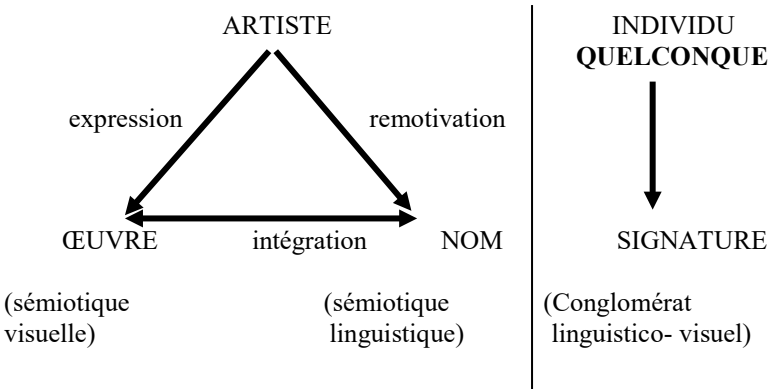 ARTISTE
expression
remotivation
ŒUVRE
intégration
NOM
(sémiotique
visuelle)
(sémiotique
linguistique)
INDIVIDU
QUELCONQUE
SIGNATURE
(Conglomérat
linguistico- visuel)